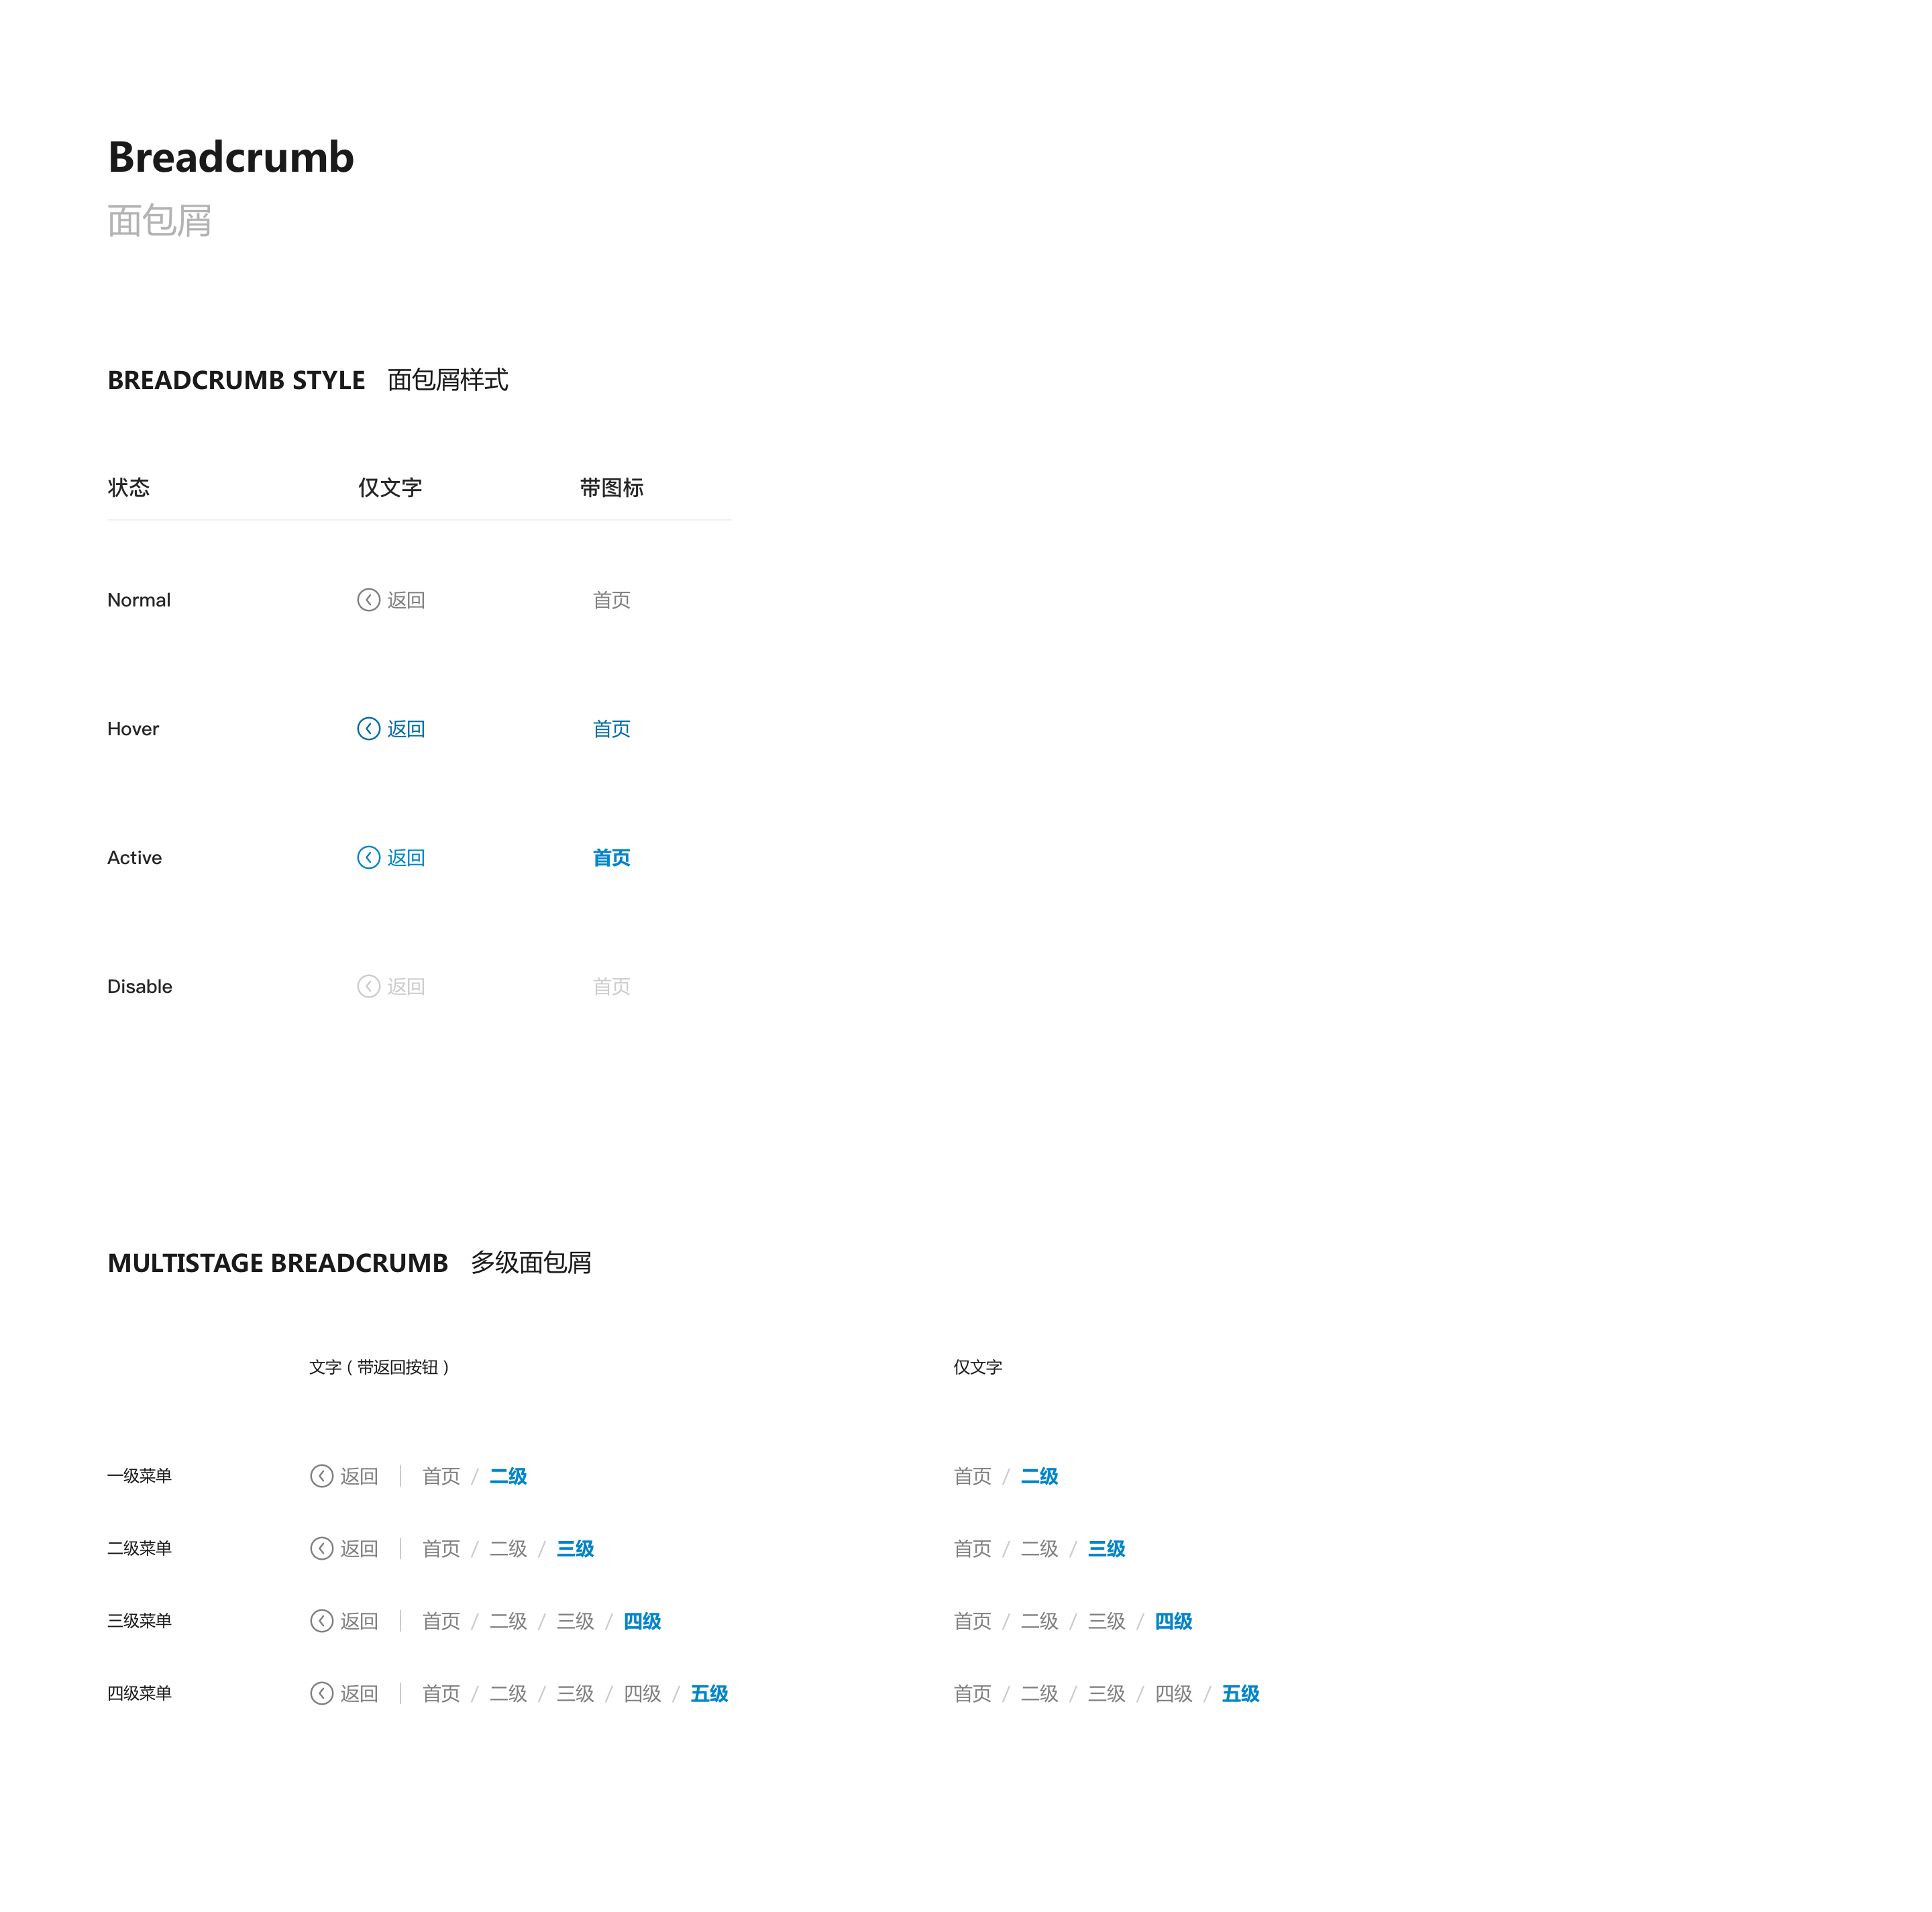 Breadcrumb
面包屑
BREADCRUMB STYLE 面包屑样式
状态 仅文字 带图标
Normal 返回 首页
Hover 返回 首页
Active 返回 首页
Disable 返回 首页
MULTISTAGE BREADCRUMB 多级面包屑
文字（带返回按钮） 仅文字
一级菜单 返回 首页 / 二级 首页 / 二级
二级菜单 返回 首页 / 二级 / 三级 首页 / 二级 / 三级
三级菜单 返回 首页 / 二级 / 三级 / 四级 首页 / 二级 / 三级 / 四级
四级菜单 返回 首页 / 二级 / 三级 / 四级 / 五级 首页 / 二级 / 三级 / 四级 / 五级